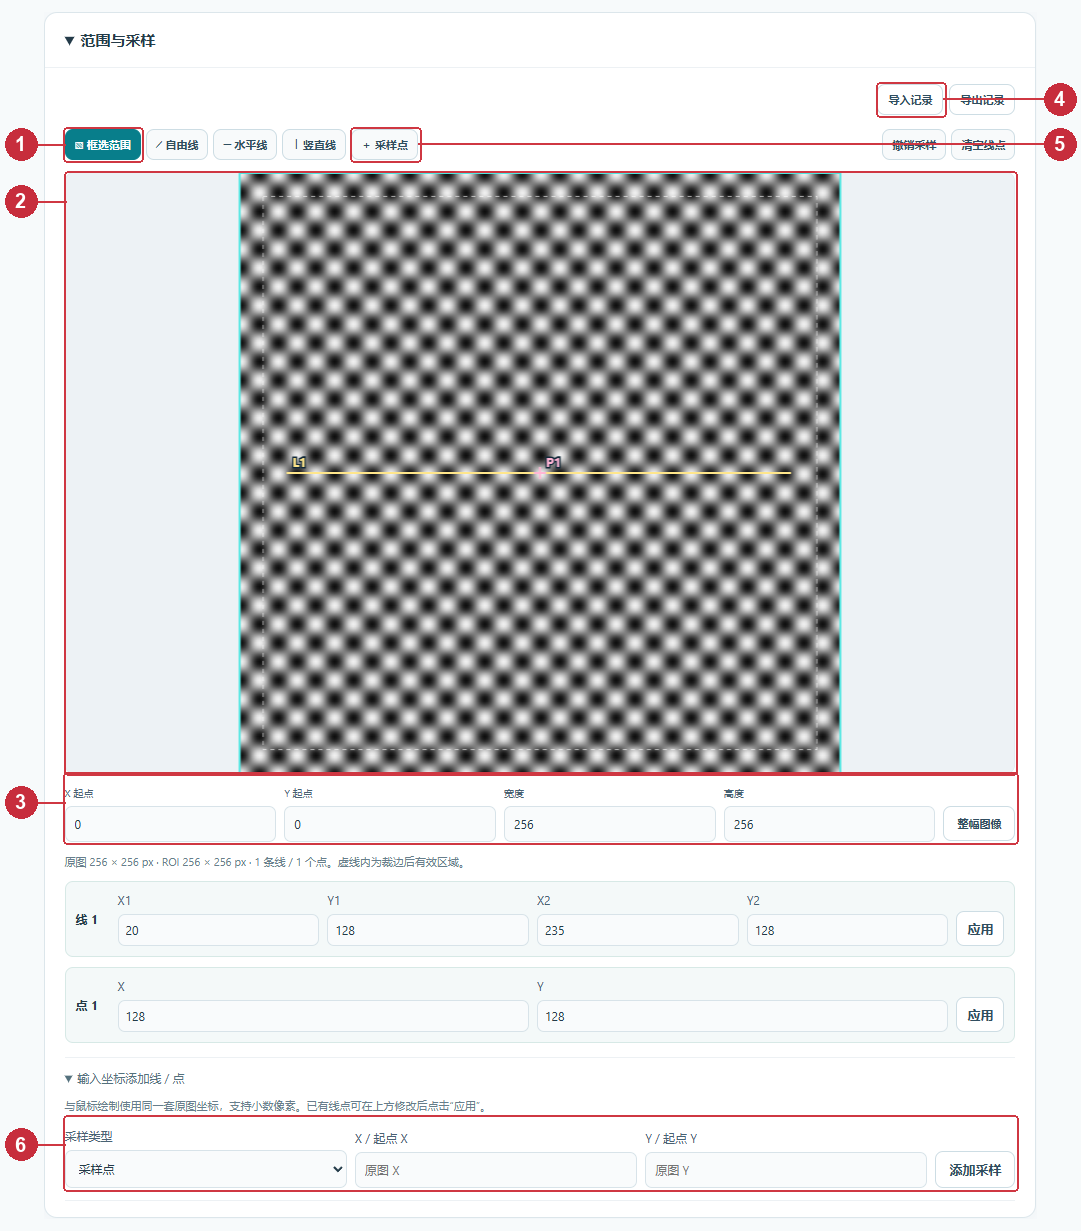 ▼ 范围与采样
导入记录 导出记录 4
1 框选范围 自由线 水平线 竖直线 + 采样点 撤销采样 清空线点 5
2
L1 P1
3 X 起点 Y 起点 宽度 高度
0 0 256 256 整幅图像
原图 256 × 256 px · ROI 256 × 256 px · 1 条线 / 1 个点。虚线内为裁边后有效区域。
线 1 X1 Y1 X2 Y2
20 128 235 128 应用
点 1 X Y
128 128 应用
▼ 输入坐标添加线 / 点
与鼠标绘制使用同一套原图坐标，支持小数像素。已有线点可在上方修改后点击“应用”。
6 采样类型 X / 起点 X Y / 起点 Y
采样点 原图 X 原图 Y 添加采样